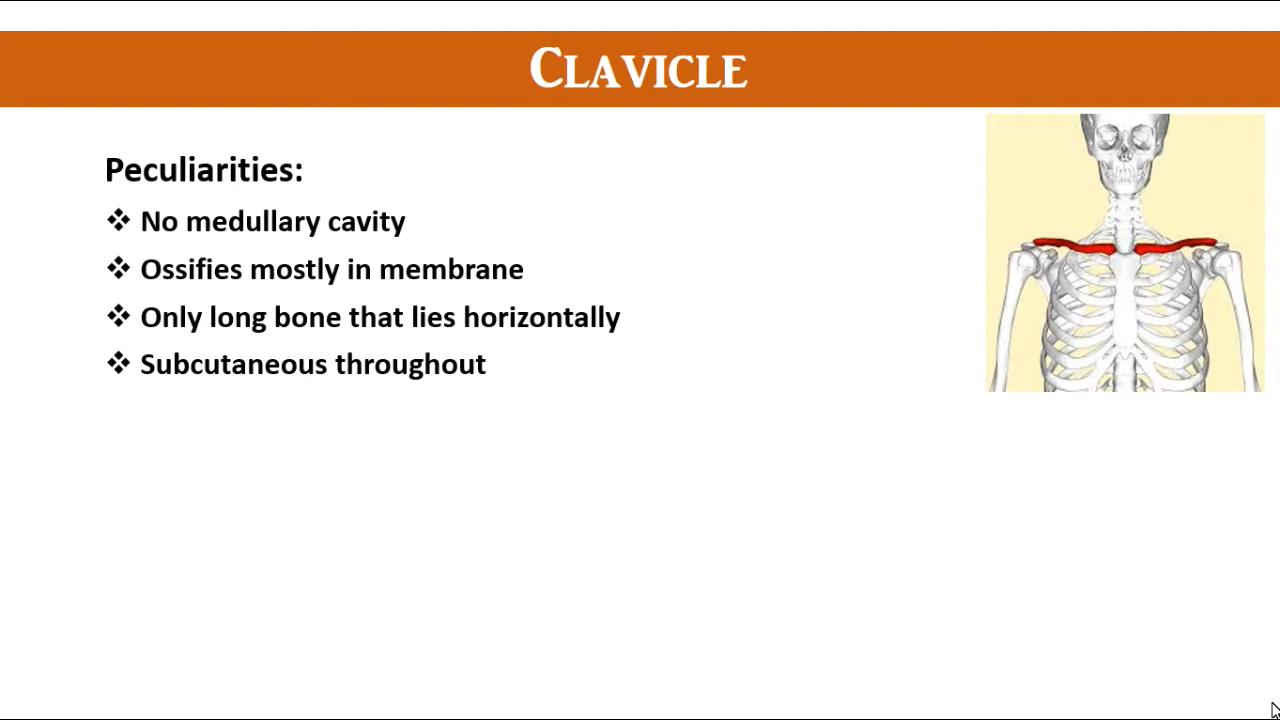 CLAVICLE
Peculiarities:
❖ No medullary cavity
❖ Ossifies mostly in membrane
❖ Only long bone that lies horizontally
❖ Subcutaneous throughout